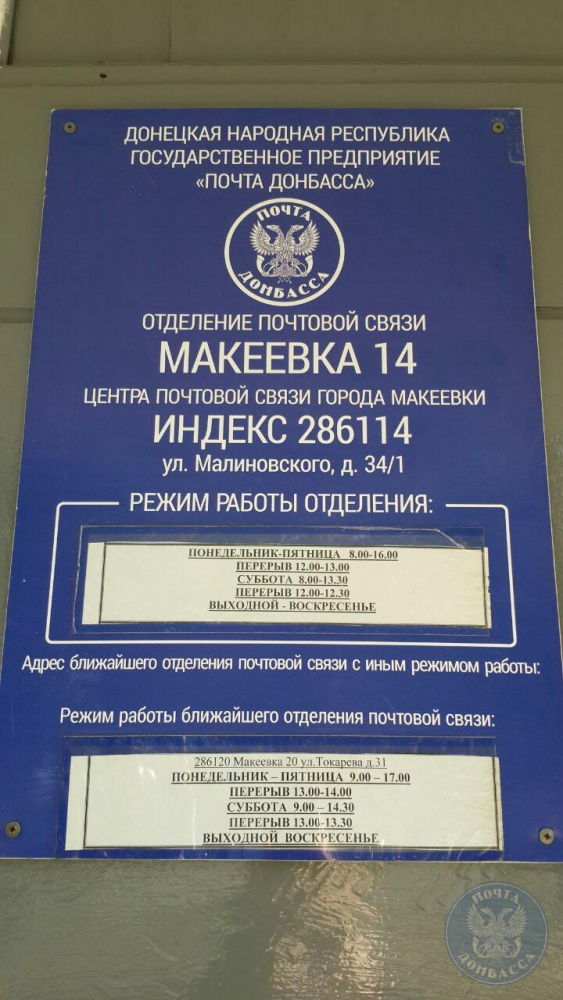 ДОНЕЦКАЯ НАРОДНАЯ РЕСПУБЛИКА
ГОСУДАРСТВЕННОЕ ПРЕДПРИЯТИЕ
«ПОЧТА ДОНБАССА»
ПОЧТА
ДОНБАССА
ОТДЕЛЕНИЕ ПОЧТОВОЙ СВЯЗИ
МАКЕЕВКА 14
ЦЕНТРА ПОЧТОВОЙ СВЯЗИ ГОРОДА МАКЕЕВКИ
ИНДЕКС 286114
ул. Малиновского, д. 34/1
РЕЖИМ РАБОТЫ ОТДЕЛЕНИЯ:
ПОНЕДЕЛЬНИК-ПЯТНИЦА 8.00-16.00
ПЕРЕРЫВ 12.00-13.00
СУББОТА 8.00-13.30
ПЕРЕРЫВ 12.00-12.30
ВЫХОДНОЙ - ВОСКРЕСЕНЬЕ
Адрес ближайшего отделения почтовой связи с иным режимом работы:
Режим работы ближайшего отделения почтовой связи:
286120 Макеевка 20 ул.Токарева д.31
ПОНЕДЕЛЬНИК – ПЯТНИЦА 9.00 – 17.00
ПЕРЕРЫВ 13.00-14.00
СУББОТА 9.00 – 14.30
ПЕРЕРЫВ 13.00-13.30
ВЫХОДНОЙ ВОСКРЕСЕНЬЕ
ПОЧТА
ДОНБАССА